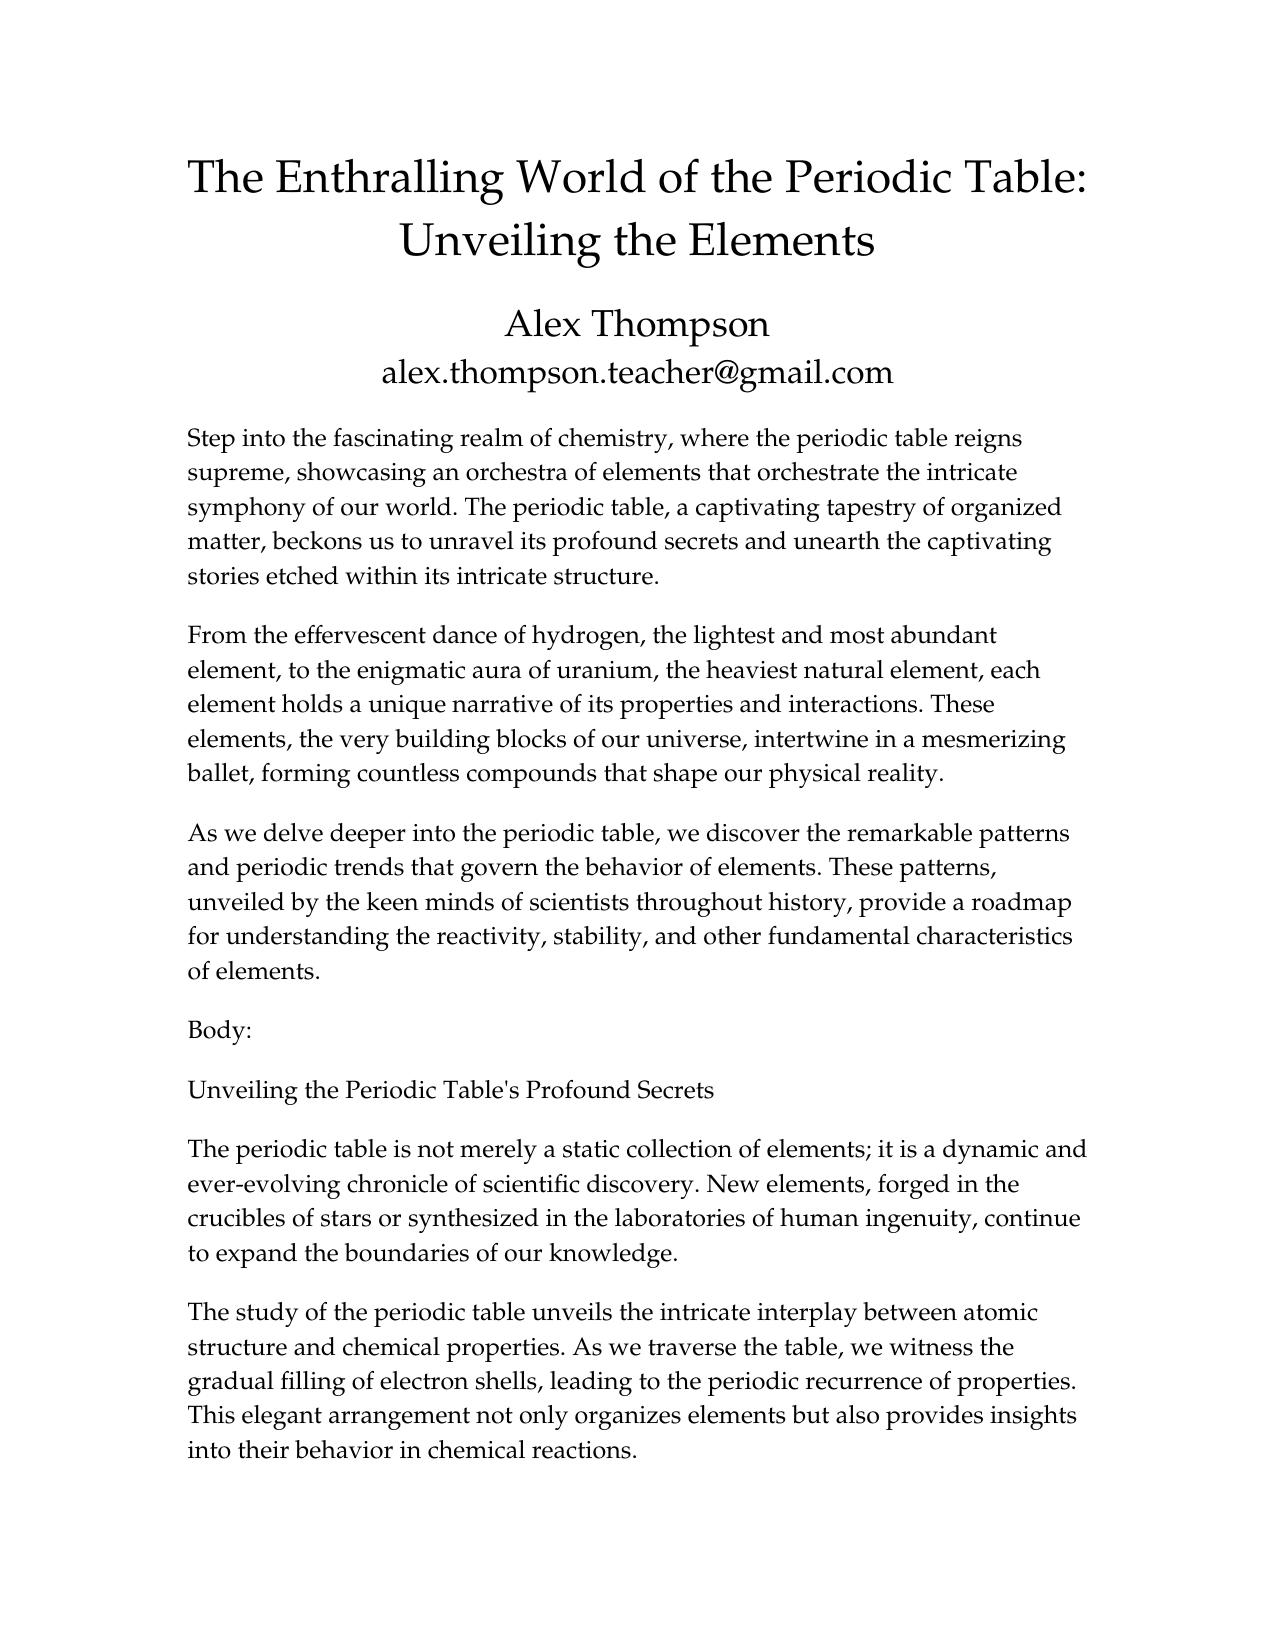 The Enthralling World of the Periodic Table:
Unveiling the Elements
Alex Thompson
alex.thompson.teacher@gmail.com
Step into the fascinating realm of chemistry, where the periodic table reigns
supreme, showcasing an orchestra of elements that orchestrate the intricate
symphony of our world. The periodic table, a captivating tapestry of organized
matter, beckons us to unravel its profound secrets and unearth the captivating
stories etched within its intricate structure.
From the effervescent dance of hydrogen, the lightest and most abundant
element, to the enigmatic aura of uranium, the heaviest natural element, each
element holds a unique narrative of its properties and interactions. These
elements, the very building blocks of our universe, intertwine in a mesmerizing
ballet, forming countless compounds that shape our physical reality.
As we delve deeper into the periodic table, we discover the remarkable patterns
and periodic trends that govern the behavior of elements. These patterns,
unveiled by the keen minds of scientists throughout history, provide a roadmap
for understanding the reactivity, stability, and other fundamental characteristics
of elements.
Body:
Unveiling the Periodic Table's Profound Secrets
The periodic table is not merely a static collection of elements; it is a dynamic and
ever-evolving chronicle of scientific discovery. New elements, forged in the
crucibles of stars or synthesized in the laboratories of human ingenuity, continue
to expand the boundaries of our knowledge.
The study of the periodic table unveils the intricate interplay between atomic
structure and chemical properties. As we traverse the table, we witness the
gradual filling of electron shells, leading to the periodic recurrence of properties.
This elegant arrangement not only organizes elements but also provides insights
into their behavior in chemical reactions.